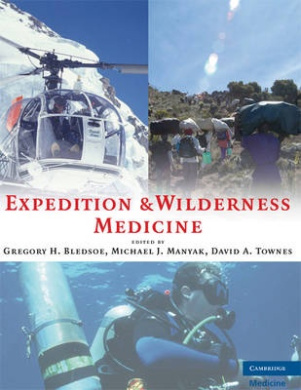 EXPEDITION & WILDERNESS
MEDICINE
EDITED BY
GREGORY H. BLEDSOE, MICHAEL J. MANYAK, DAVID A. TOWNES
CAMBRIDGE
Medicine